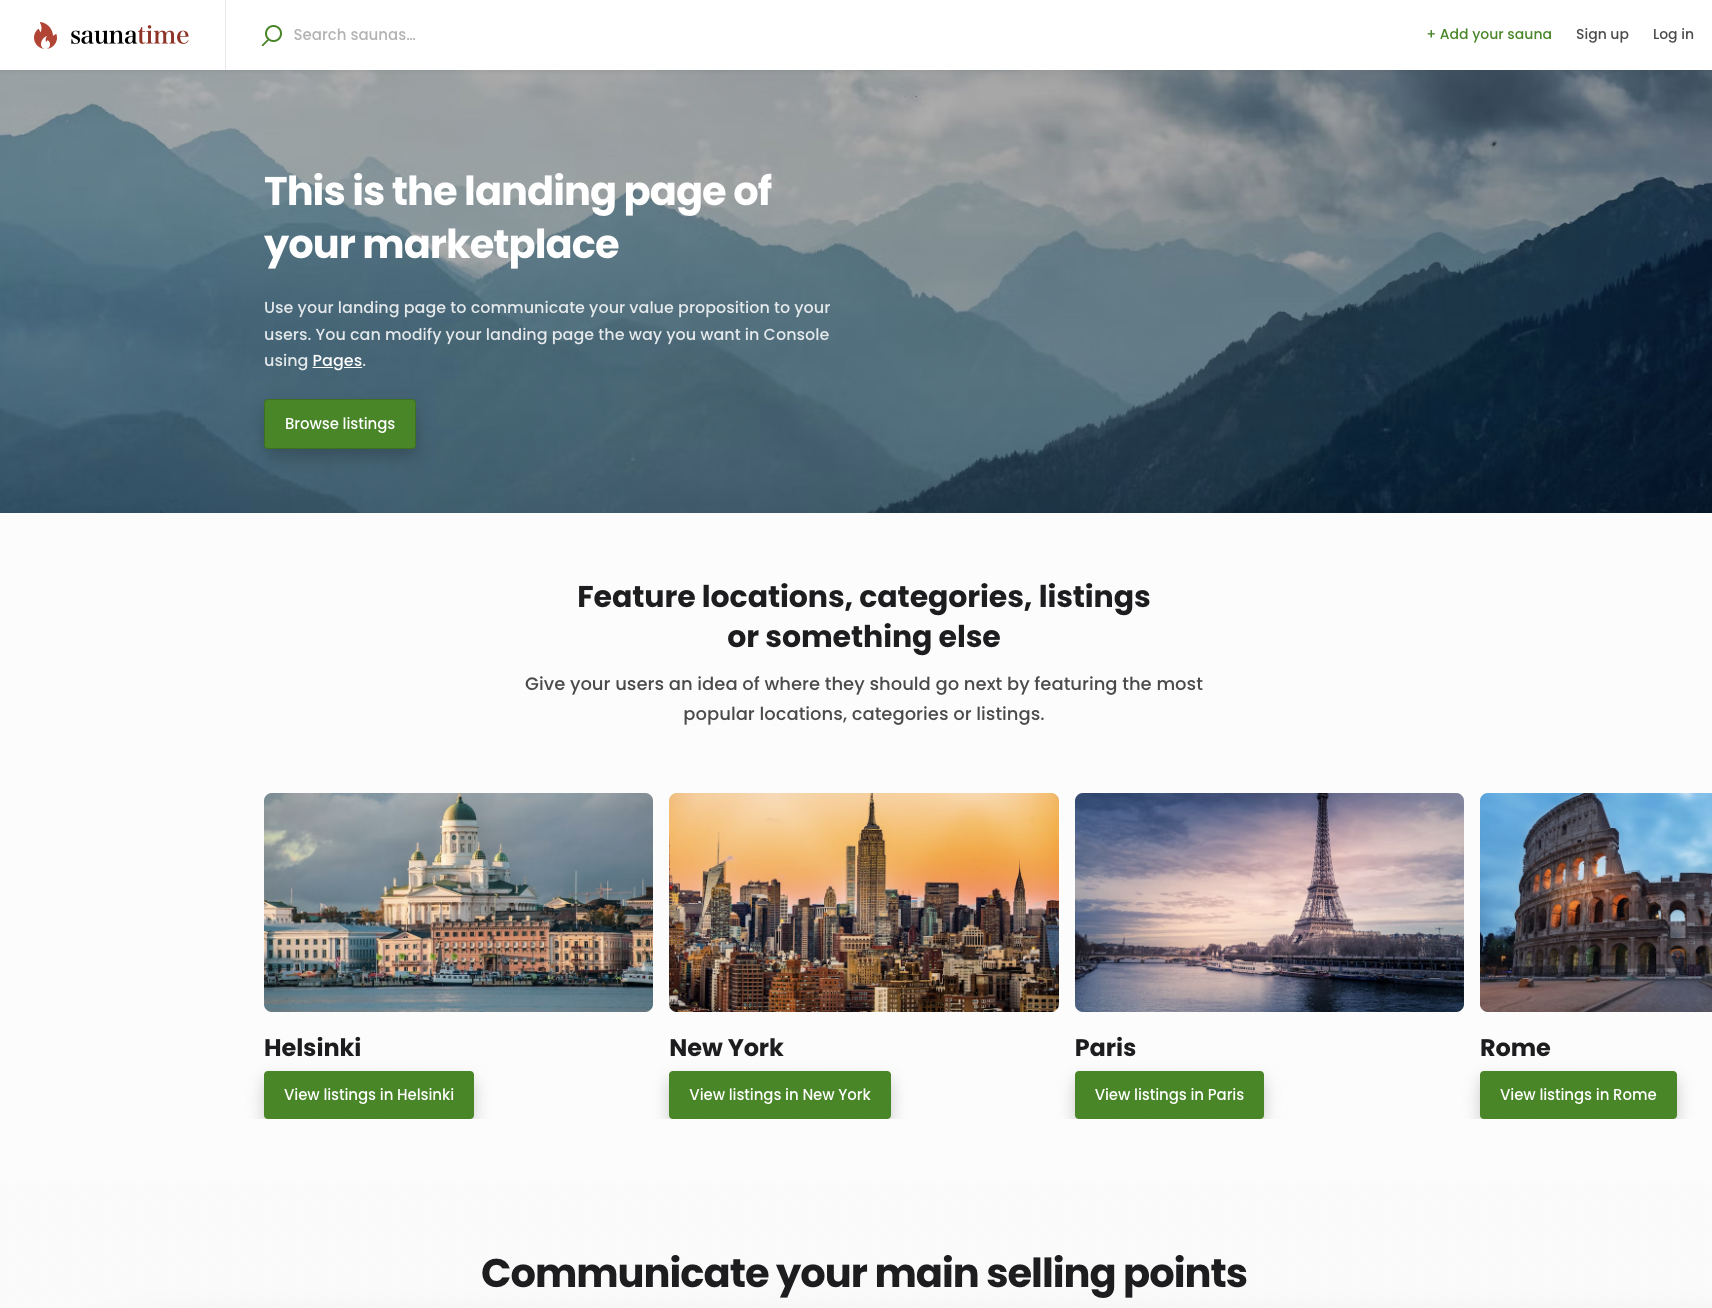 saunatime
Search saunas...
+ Add your sauna
Sign up
Log in
This is the landing page of
your marketplace
Use your landing page to communicate your value proposition to your
users. You can modify your landing page the way you want in Console
using Pages.
Browse listings
Feature locations, categories, listings
or something else
Give your users an idea of where they should go next by featuring the most
popular locations, categories or listings.
Helsinki
New York
Paris
Rome
View listings in Helsinki
View listings in New York
View listings in Paris
View listings in Rome
Communicate your main selling points